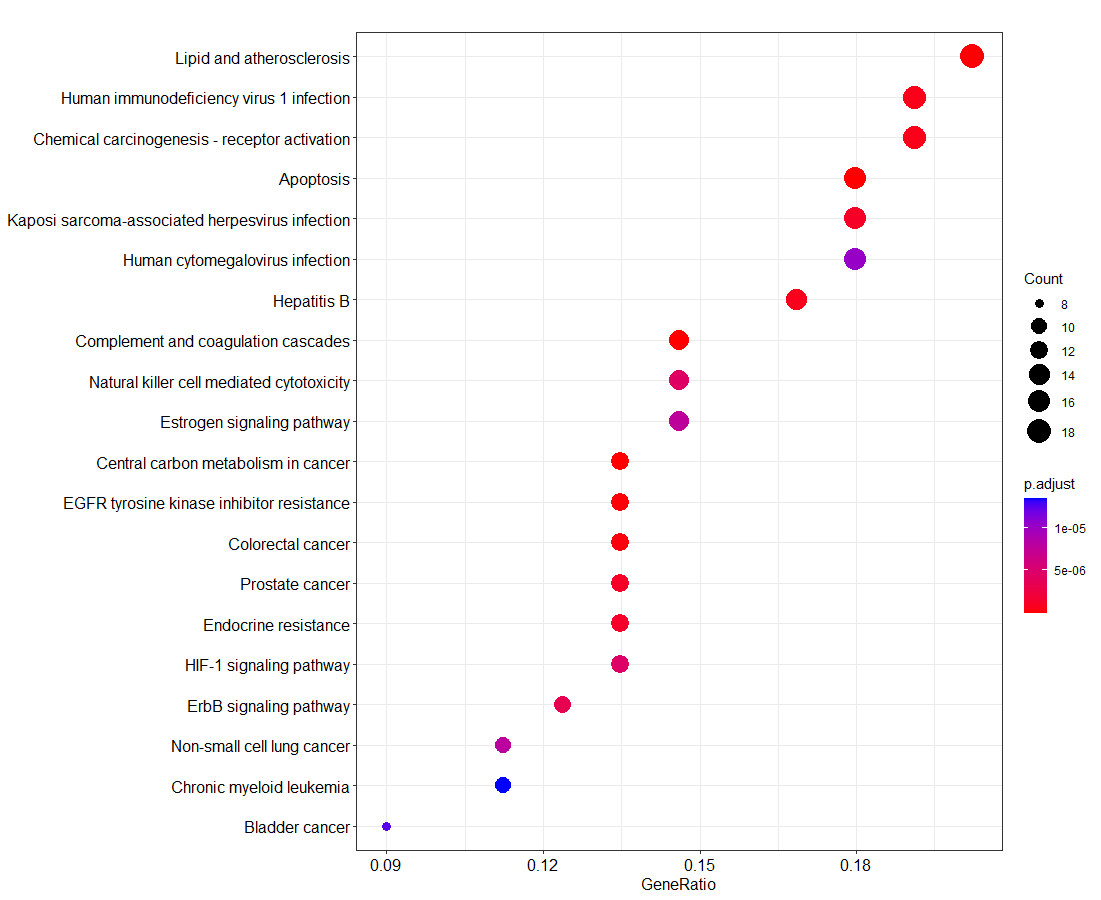 Lipid and atherosclerosis
Human immunodeficiency virus 1 infection
Chemical carcinogenesis - receptor activation
Apoptosis
Kaposi sarcoma-associated herpesvirus infection
Human cytomegalovirus infection
Hepatitis B
Complement and coagulation cascades
Natural killer cell mediated cytotoxicity
Estrogen signaling pathway
Central carbon metabolism in cancer
EGFR tyrosine kinase inhibitor resistance
Colorectal cancer
Prostate cancer
Endocrine resistance
HIF-1 signaling pathway
ErbB signaling pathway
Non-small cell lung cancer
Chronic myeloid leukemia
Bladder cancer
0.09 0.12 0.15 0.18
GeneRatio
Count
8
10
12
14
16
18
p.adjust
1e-05
5e-06